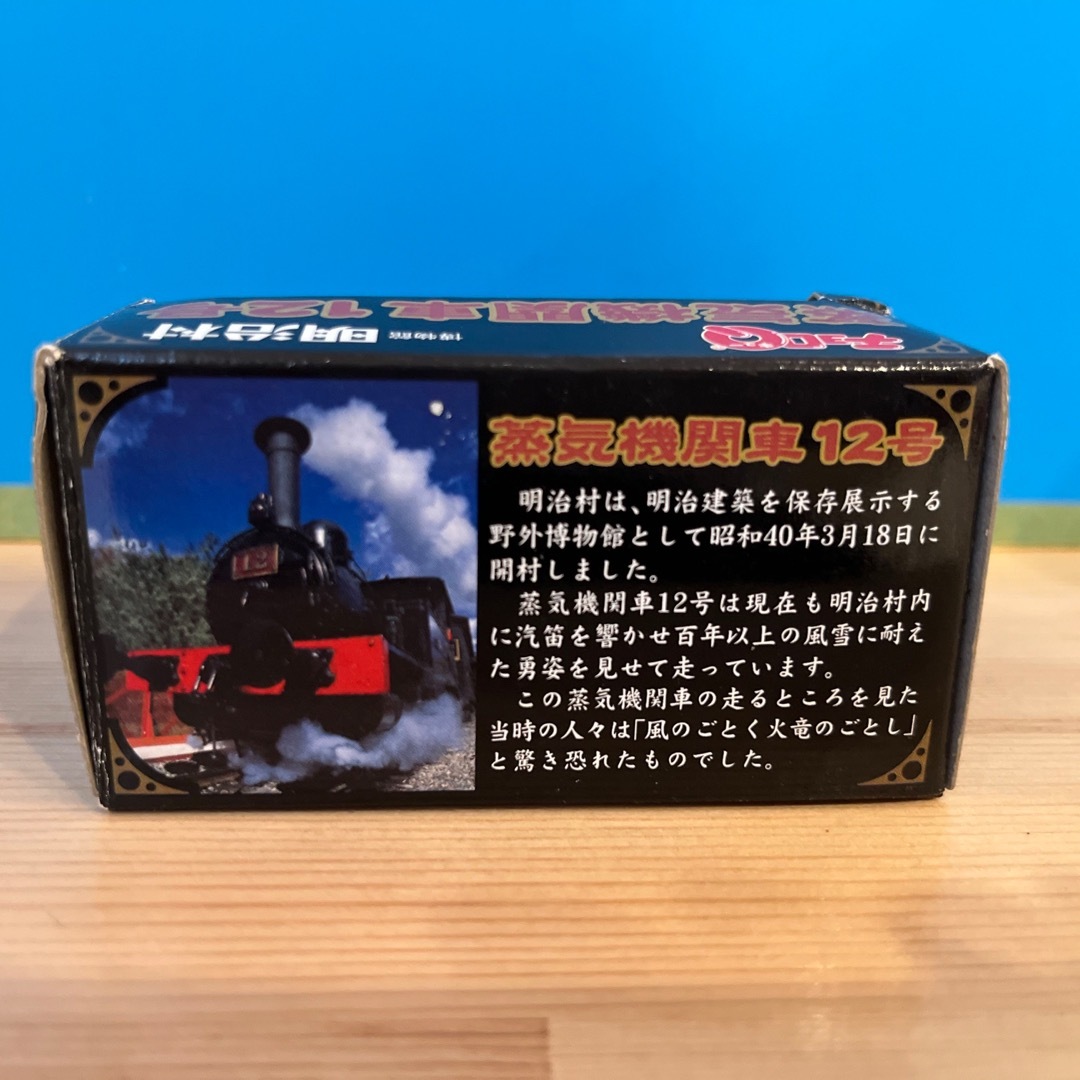 蒸気機関車12号
博物館 明治村
チョロQ
12
蒸気機関車12号
明治村は、明治建築を保存展示する
野外博物館として昭和40年3月18日に
開村しました。
蒸気機関車12号は現在も明治村内
に汽笛を響かせ百年以上の風雪に耐え
た勇姿を見せて走っています。
この蒸気機関車の走るところを見た
当時の人々は「風のごとく火竜のごとし」
と驚き恐れたものでした。